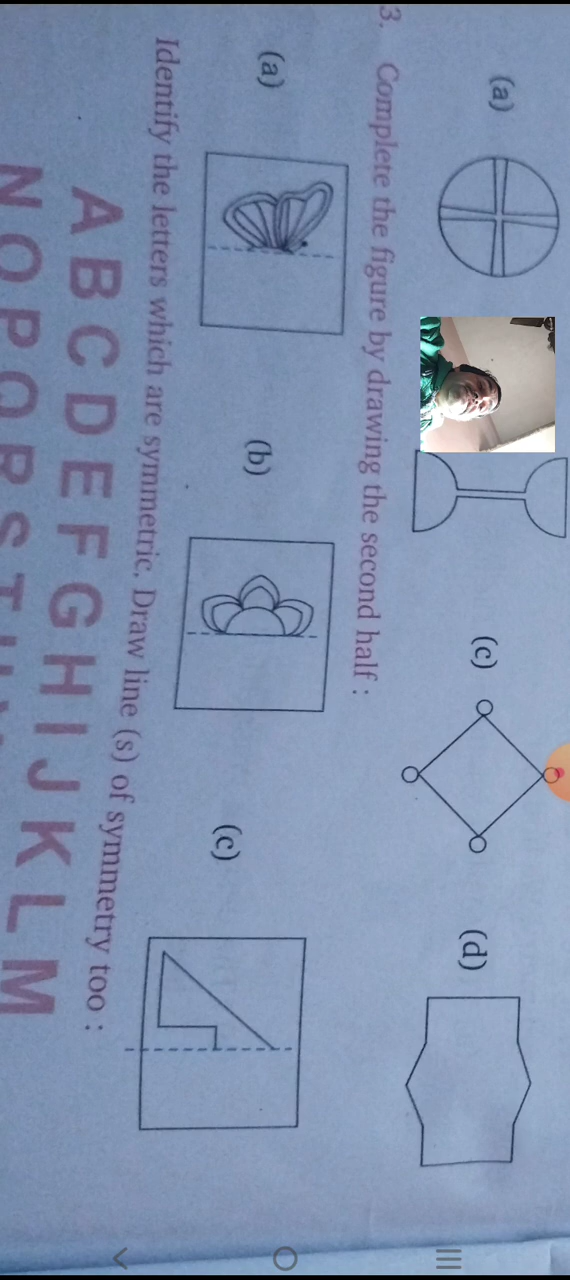 (a)
(c)
(d)
3. Complete the figure by drawing the second half :
(a)
(b)
(c)
Identify the letters which are symmetric. Draw line (s) of symmetry too :
A B C D E F G H I J K L M
N O P Q R S T U